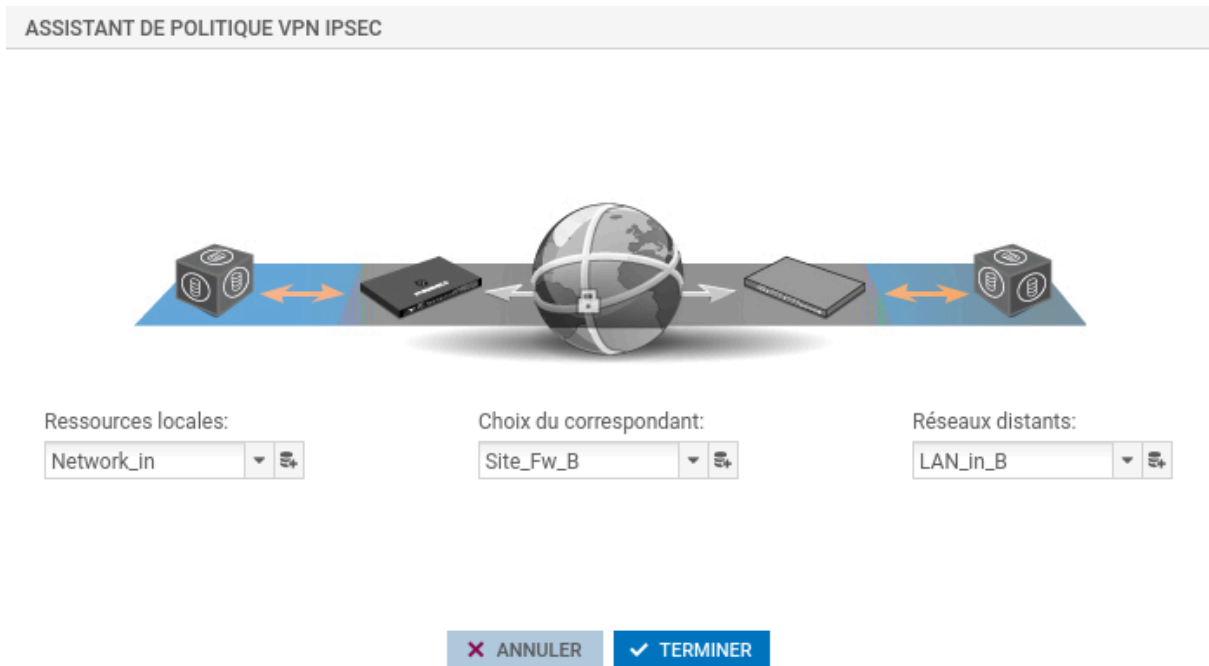 ASSISTANT DE POLITIQUE VPN IPSEC
Ressources locales:
Choix du correspondant:
Réseaux distants:
Network_in
Site_Fw_B
LAN_in_B
ANNULER
TERMINER